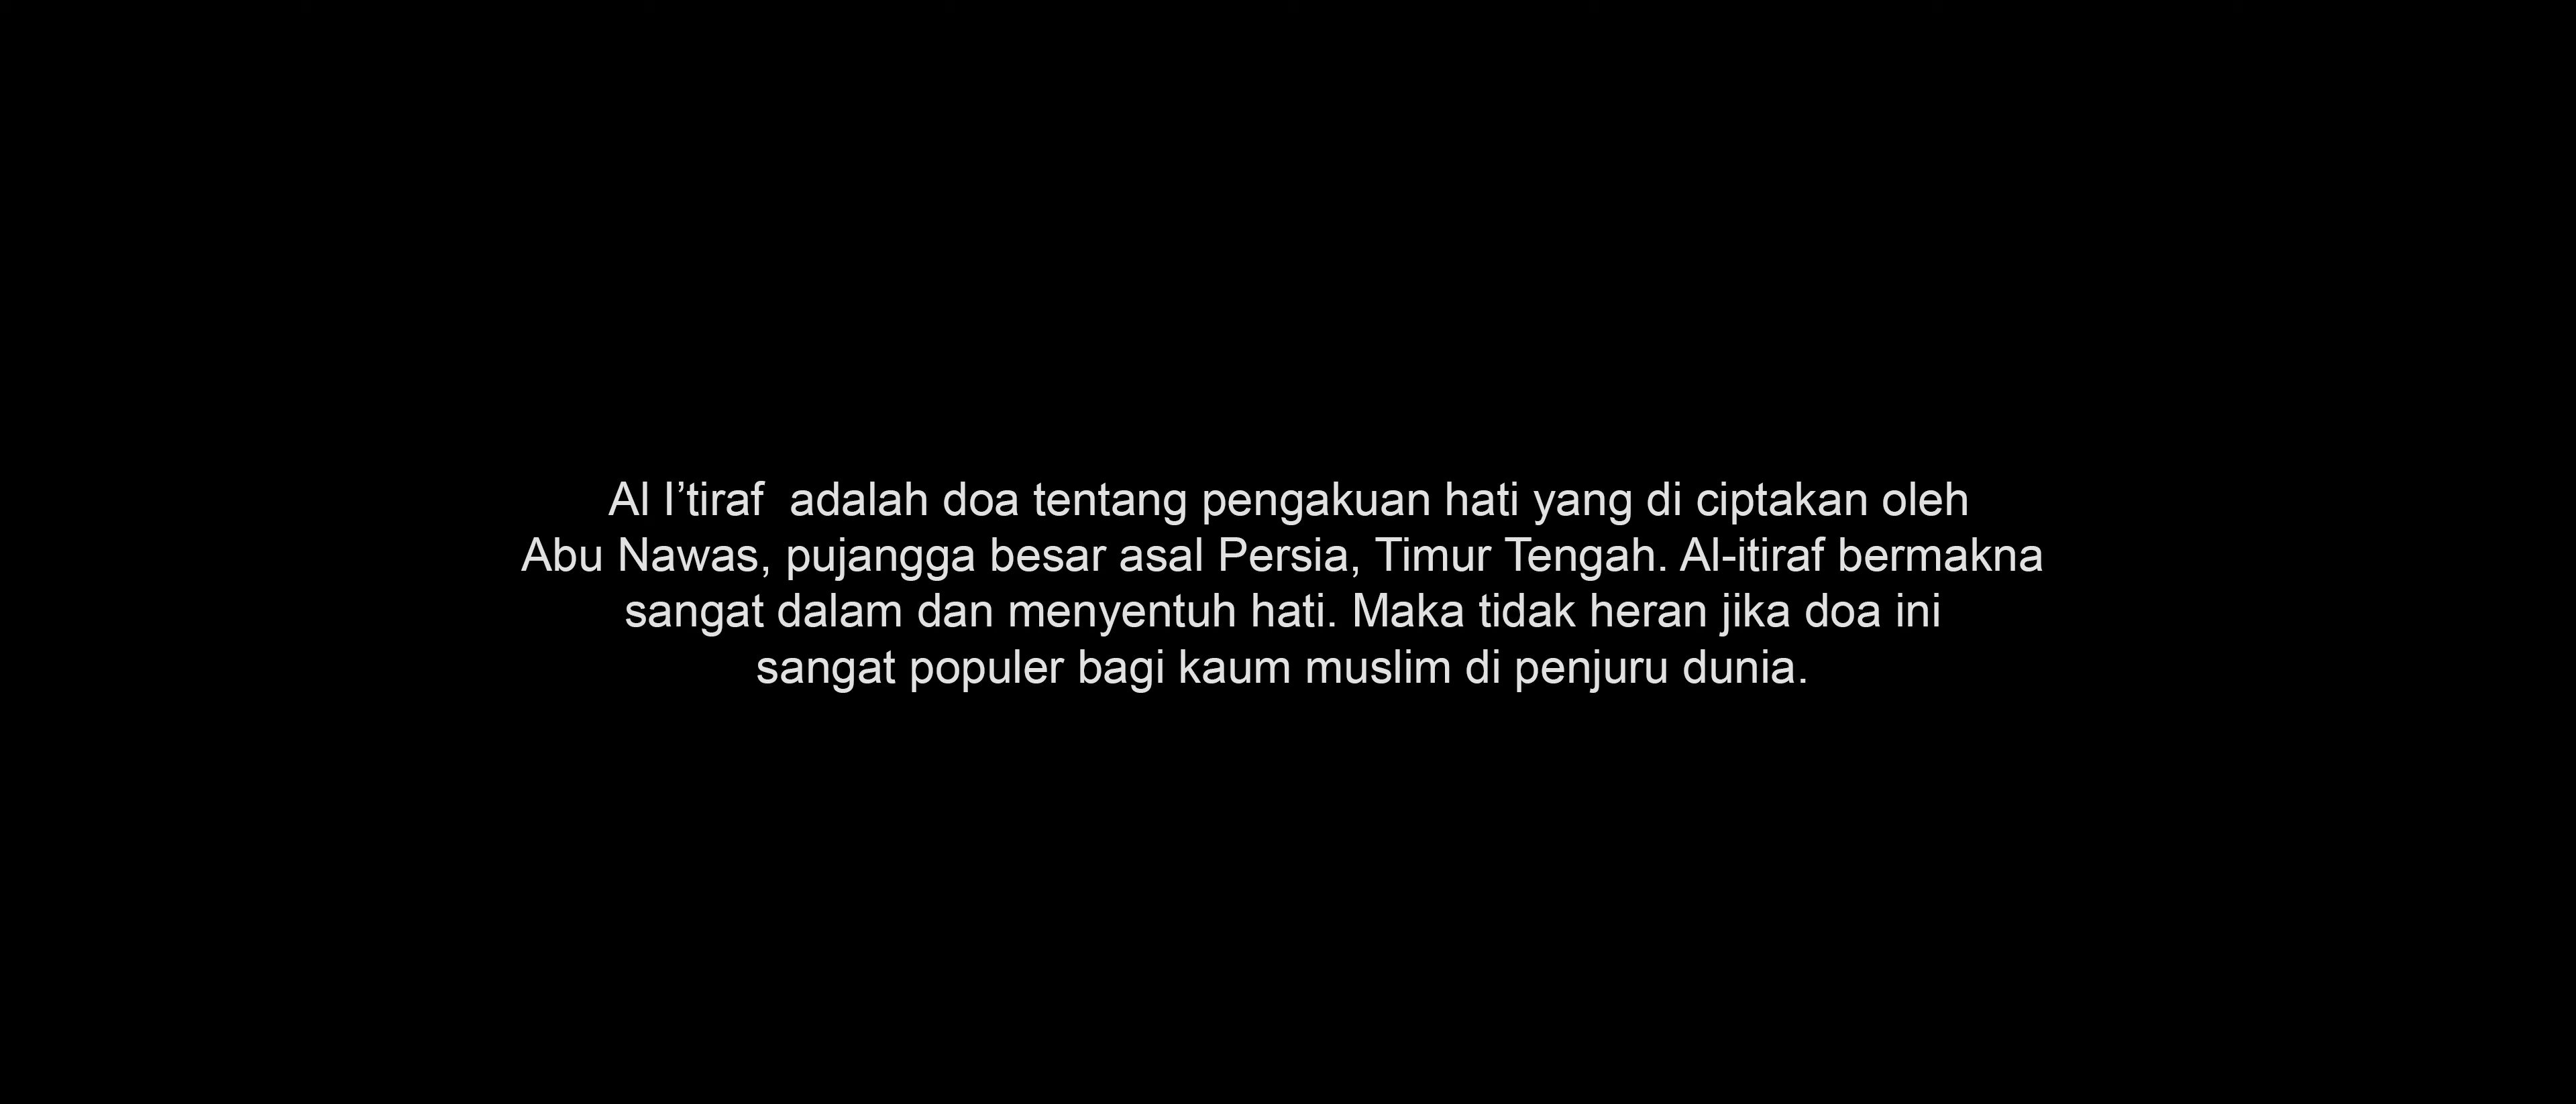 Al I’tiraf  adalah doa tentang pengakuan hati yang di ciptakan oleh
Abu Nawas, pujangga besar asal Persia, Timur Tengah. Al-itiraf bermakna
sangat dalam dan menyentuh hati. Maka tidak heran jika doa ini
sangat populer bagi kaum muslim di penjuru dunia.